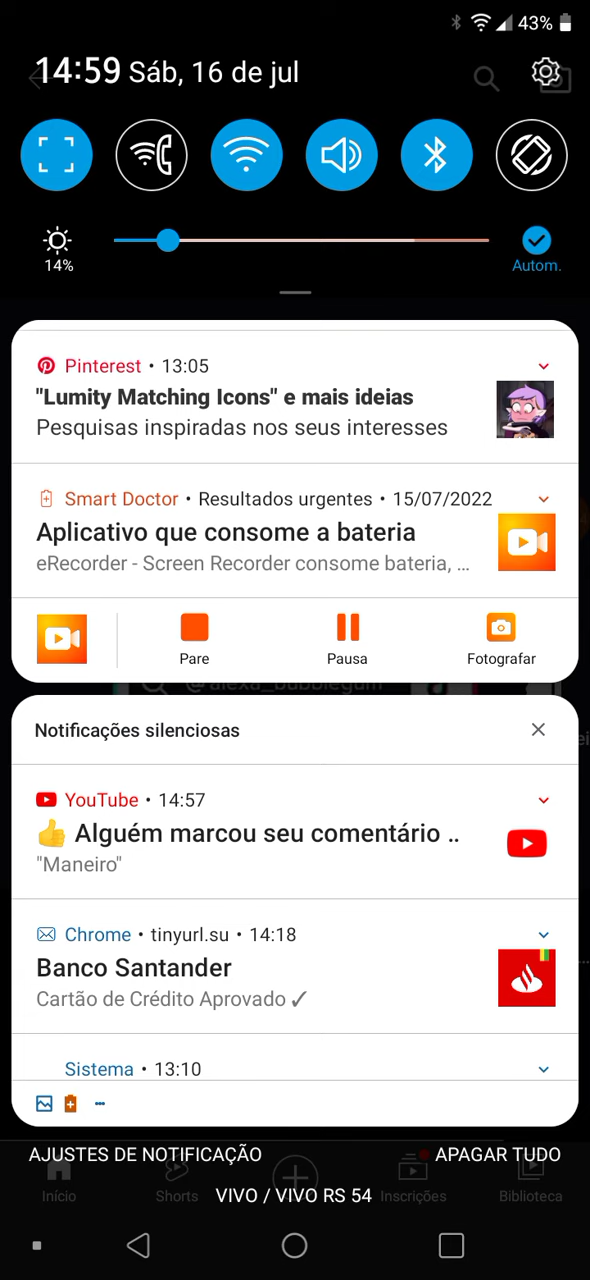 43%
14:59 Sáb, 16 de jul
14%
Autom.
Pinterest • 13:05
"Lumity Matching Icons" e mais ideias
Pesquisas inspiradas nos seus interesses
Smart Doctor • Resultados urgentes • 15/07/2022
Aplicativo que consome a bateria
eRecorder - Screen Recorder consome bateria, ...
Pare
Pausa
Fotografar
@alexa_bubblegum
Notificações silenciosas
YouTube • 14:57
👍 Alguém marcou seu comentário ..
"Maneiro"
Chrome • tinyurl.su • 14:18
Banco Santander
Cartão de Crédito Aprovado ✓
Sistema • 13:10
AJUSTES DE NOTIFICAÇÃO
APAGAR TUDO
Início
Shorts
VIVO / VIVO RS 54
Inscrições
Biblioteca